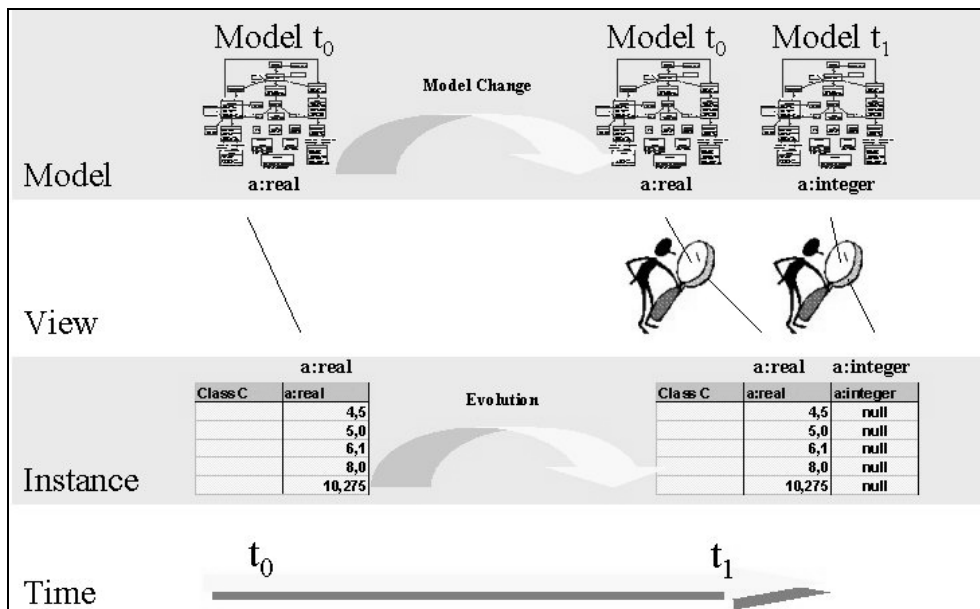 Model t0
Model t0
Model t1
Model Change
Model
a:real
a:real
a:integer
View
a:real
a:real
a:integer
Class C
a:real
4,5
5,0
6,1
8,0
10,275
Evolution
Class C
a:real
a:integer
4,5
null
5,0
null
6,1
null
8,0
null
10,275
null
Instance
t0
t1
Time